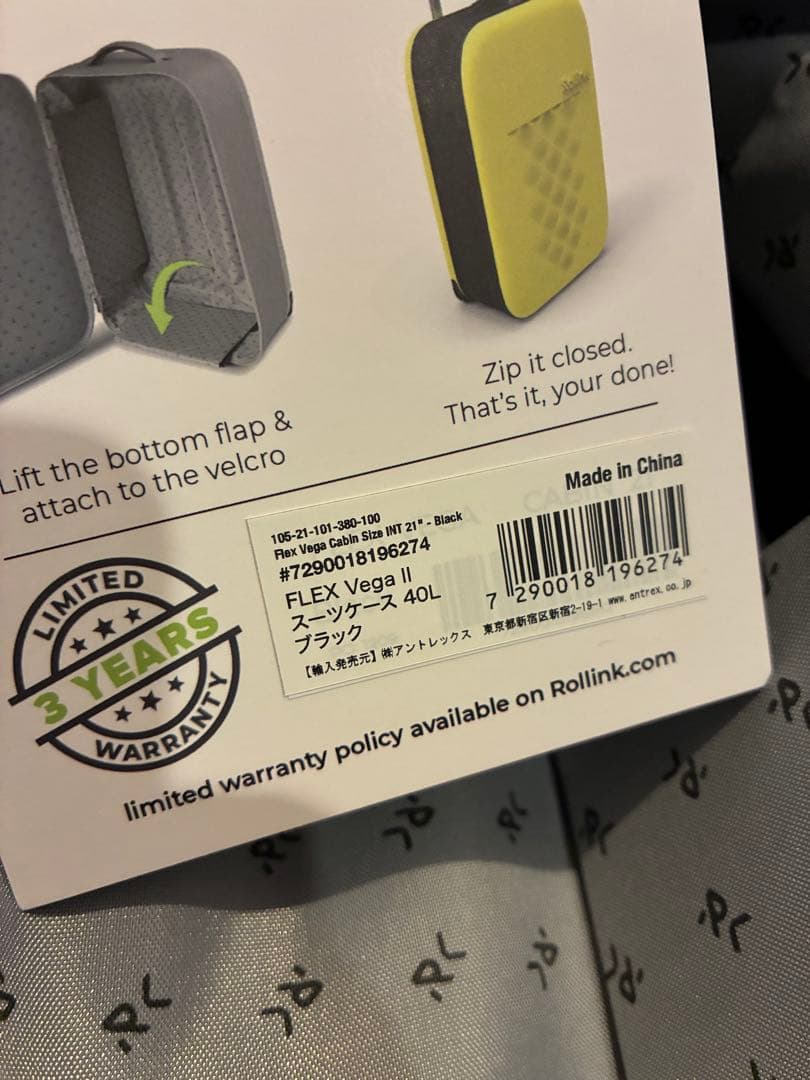 Rollink
Lift the bottom flap &
attach to the velcro
Zip it closed.
That's it, your done!
LIMITED
3 YEARS
WARRANTY
105-21-101-380-100
Flex Vega Cabin Size INT 21" - Black
#7290018196274
FLEX Vega II
スーツケース 40L
ブラック
【輸入発売元】㈱アントレックス 東京都新宿区新宿2-19-1 www.entrex.co.jp
Made in China
7 290018 196274
limited warranty policy available on Rollink.com